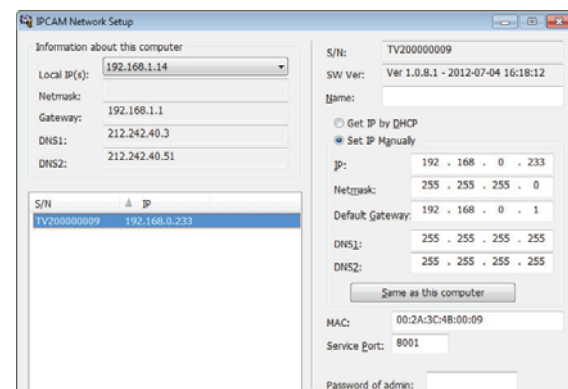 IPCAM Network Setup
Information about this computer
Local IP(s): 192.168.1.14
Netmask:
Gateway: 192.168.1.1
DNS1: 212.242.40.3
DNS2: 212.242.40.51
S/N IP
TV200000009 192.168.0.233
S/N: TV200000009
SW Ver: Ver 1.0.8.1 - 2012-07-04 16:18:12
Name:
Get IP by DHCP
Set IP Manually
IP: 192 . 168 . 0 . 233
Netmask: 255 . 255 . 255 . 0
Default Gateway: 192 . 168 . 0 . 1
DNS1: 255 . 255 . 255 . 255
DNS2: 255 . 255 . 255 . 255
Same as this computer
MAC: 00:2A:3C:4B:00:09
Service Port: 8001
Password of admin: